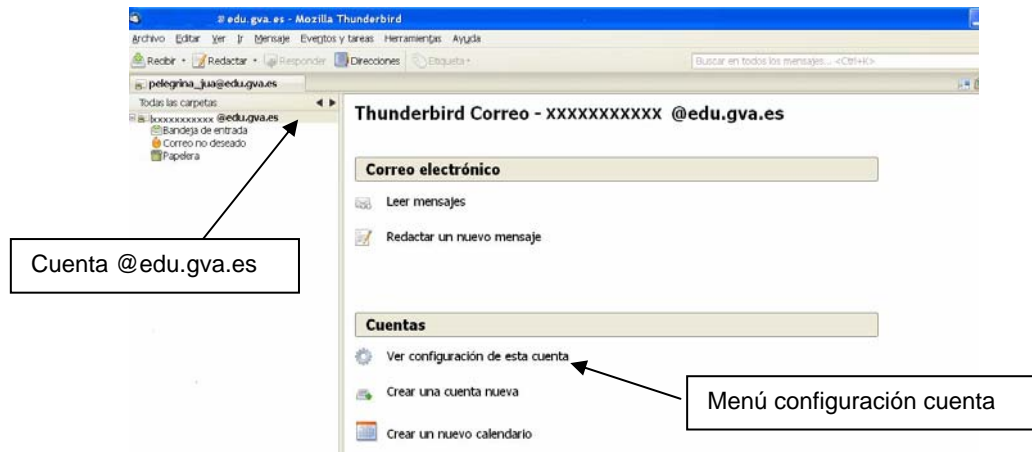 @edu.gva.es - Mozilla Thunderbird
Archivo Editar Ver Ir Mensaje Eventos y tareas Herramientas Ayuda
Recibir Redactar Responder Direcciones Etiqueta Buscar en todos los mensajes... <Ctrl+K>
pelegrina_jua@edu.gva.es
Todas las carpetas
xxxxxxxxxxx @edu.gva.es
Bandeja de entrada
Correo no deseado
Papelera
Thunderbird Correo - xxxxxxxxxxx @edu.gva.es
Correo electrónico
Leer mensajes
Redactar un nuevo mensaje
Cuenta @edu.gva.es
Cuentas
Ver configuración de esta cuenta
Crear una cuenta nueva
Menú configuración cuenta
Crear un nuevo calendario